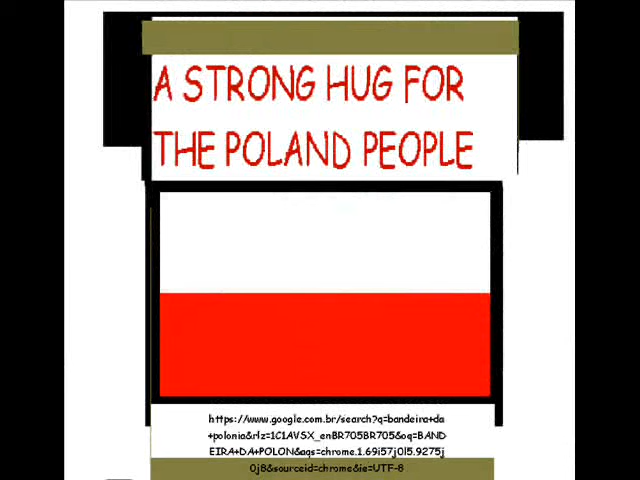 A STRONG HUG FOR
THE POLAND PEOPLE
https://www.google.com.br/search?q=bandeira+da
+polonia&rlz=1C1AVSX_enBR705BR705&oq=BAND
EIRA+DA+POLON&aqs=chrome.1.69i57j0l5.9275j
0j8&sourceid=chrome&ie=UTF-8